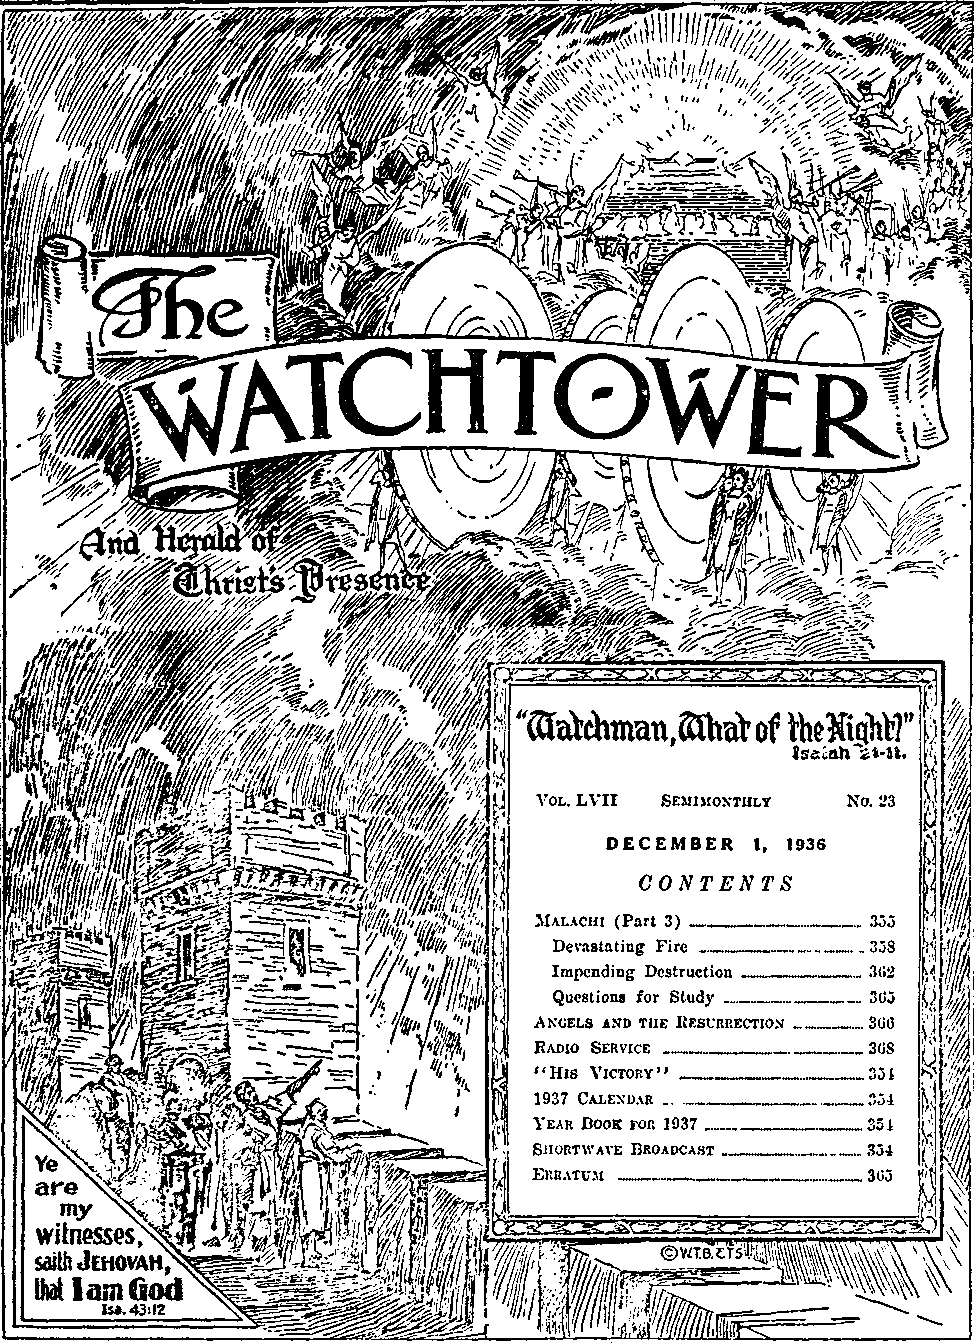 The
WATCHTOWER
And Herald of
Christ's Presence
"Watchman, What of the Night?"
Isaiah 21-11.
VOL. LVII SEMIMONTHLY No. 23
DECEMBER 1, 1936
CONTENTS
MALACHI (Part 3) 355
Devastating Fire 358
Impending Destruction 362
Questions for Study 365
ANGELS AND THE RESURRECTION 366
RADIO SERVICE 368
"HIS VICTORY" 354
1937 CALENDAR 354
YEAR BOOK FOR 1937 354
SHORTWAVE BROADCAST 354
ERRATUM 365
Ye
are
my
witnesses,
saith JEHOVAH,
that I am God
Isa. 43:12
©W.T.B.&T.S.